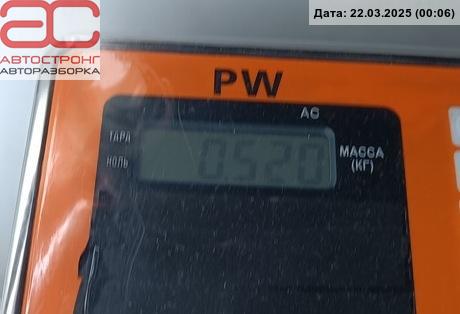 Дата: 22.03.2025 (00:06)
АС
АВТОСТРОНГ
АВТОРАЗБОРКА
PW
AC
ТАРА
НОЛЬ
0.520
МАССА
(КГ)